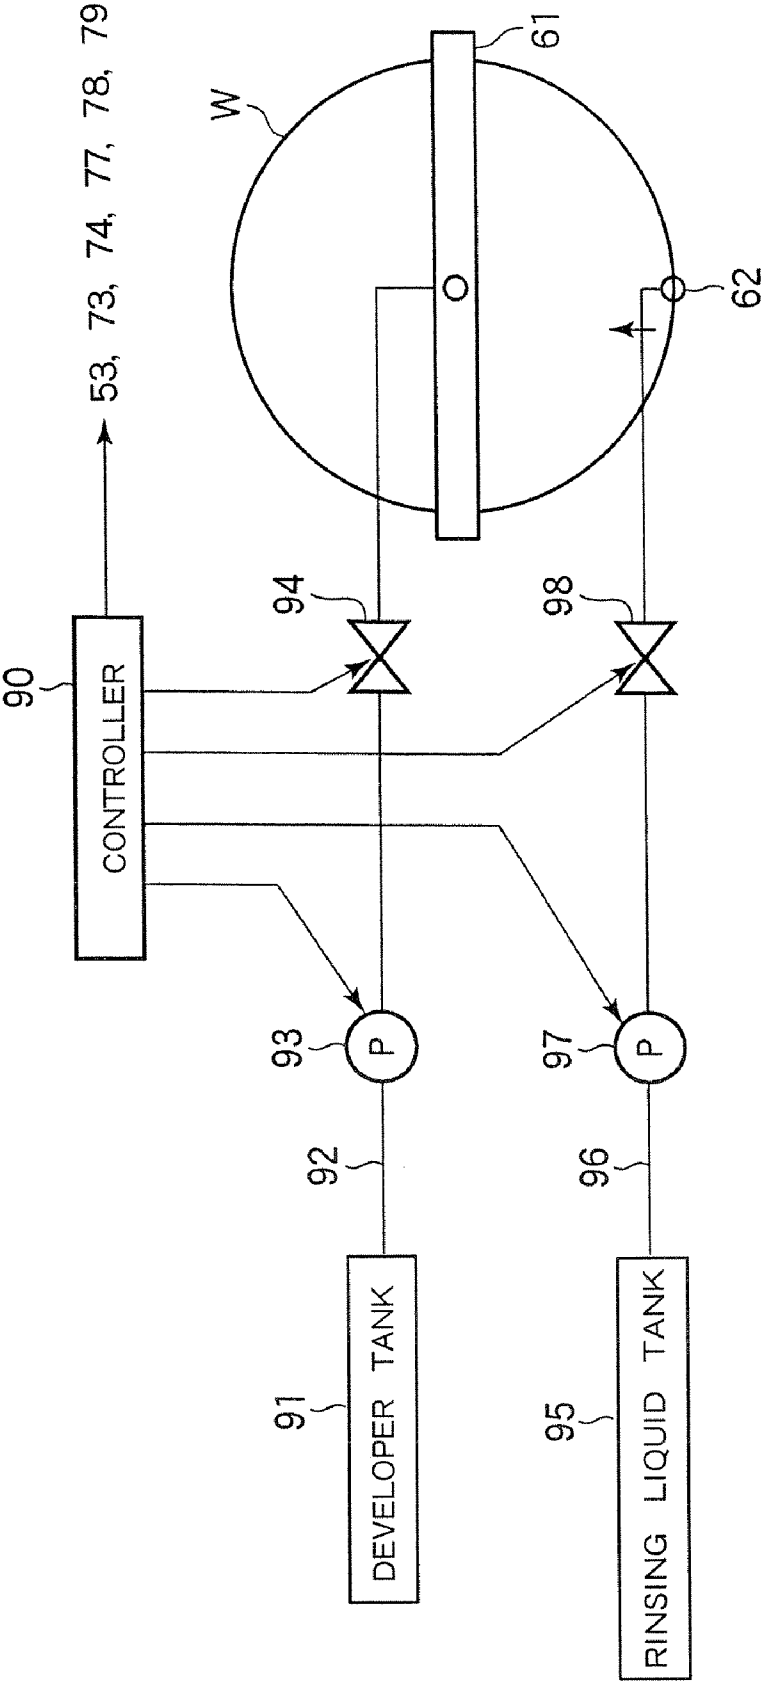 90
CONTROLLER
53, 73, 74, 77, 78, 79
W
61
62
94
98
93
P
97
P
92
96
91
DEVELOPER TANK
95
RINSING LIQUID TANK